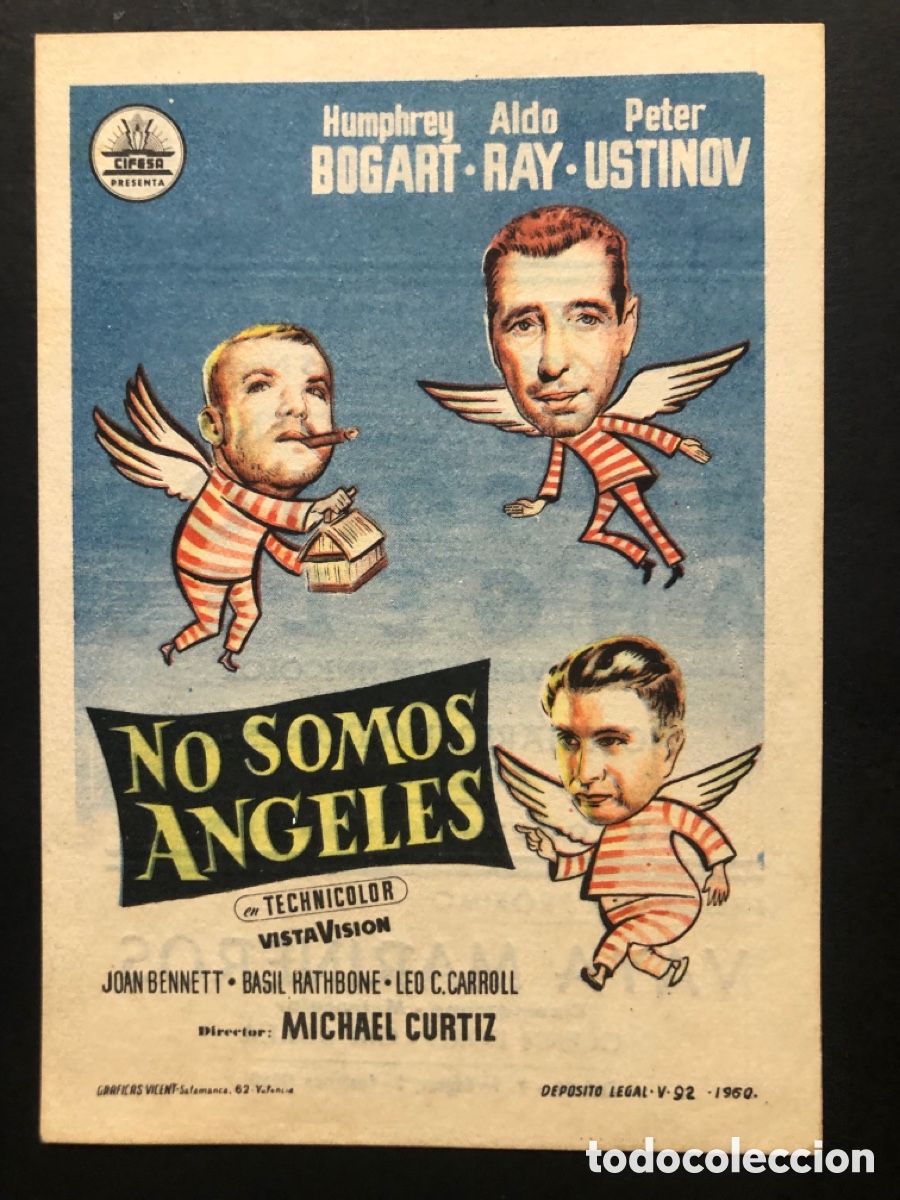 CIFESA
PRESENTA
Humphrey Aldo Peter
BOGART · RAY · USTINOV
NO SOMOS
ANGELES
en TECHNICOLOR
VISTAVISION
JOAN BENNETT · BASIL RATHBONE · LEO C. CARROLL
Director: MICHAEL CURTIZ
GRAFICAS VICENT-Salamanca, 62-Valencia
DEPOSITO LEGAL · V · 92 · 1960.
todocoleccion